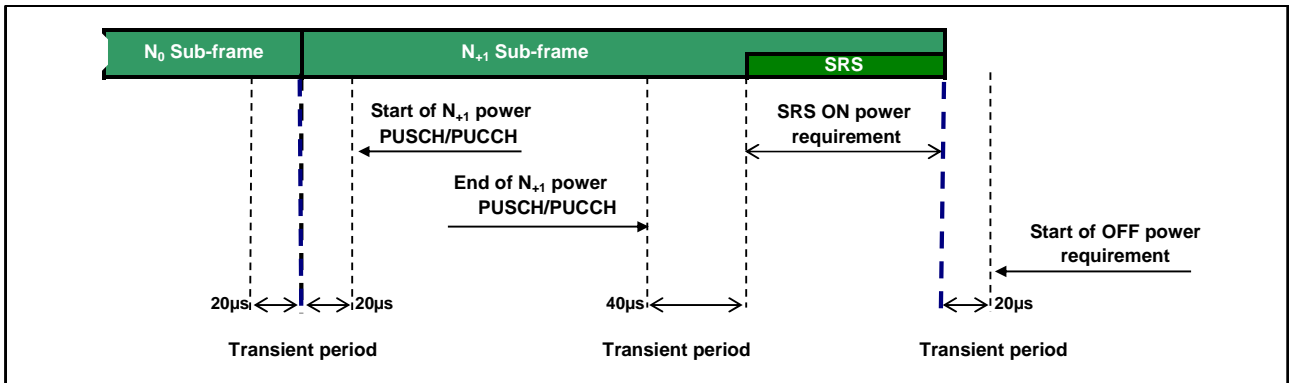 N₀ Sub-frame
N₊₁ Sub-frame
SRS
Start of N₊₁ power
PUSCH/PUCCH
SRS ON power
requirement
End of N₊₁ power
PUSCH/PUCCH
Start of OFF power
requirement
20µs
20µs
40µs
20µs
Transient period
Transient period
Transient period